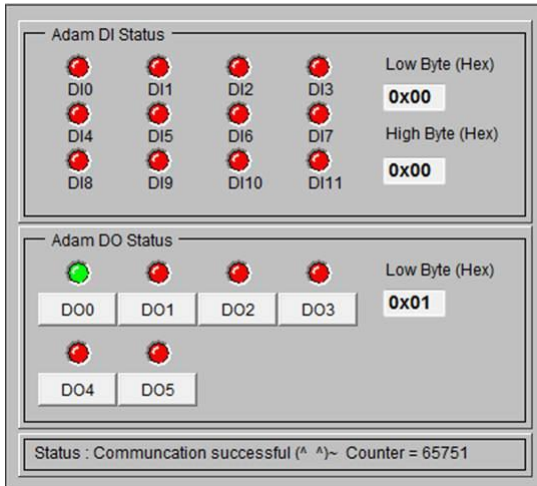 Adam DI Status
Low Byte (Hex)
DI0 DI1 DI2 DI3
0x00
DI4 DI5 DI6 DI7
High Byte (Hex)
0x00
DI8 DI9 DI10 DI11
Adam DO Status
Low Byte (Hex)
DO0 DO1 DO2 DO3
0x01
DO4 DO5
Status : Communcation successful (^ ^)~ Counter = 65751